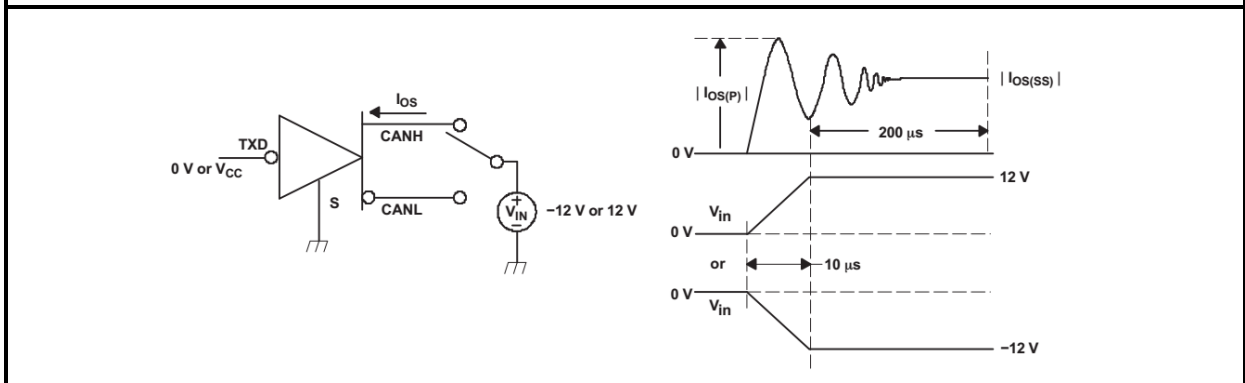 TXD
0 V or VCC
S
IOS
CANH
CANL
+
VIN
−
−12 V or 12 V
| IOS(P) |
| IOS(SS) |
200 µs
0 V
12 V
Vin
0 V
or
10 µs
0 V
Vin
−12 V